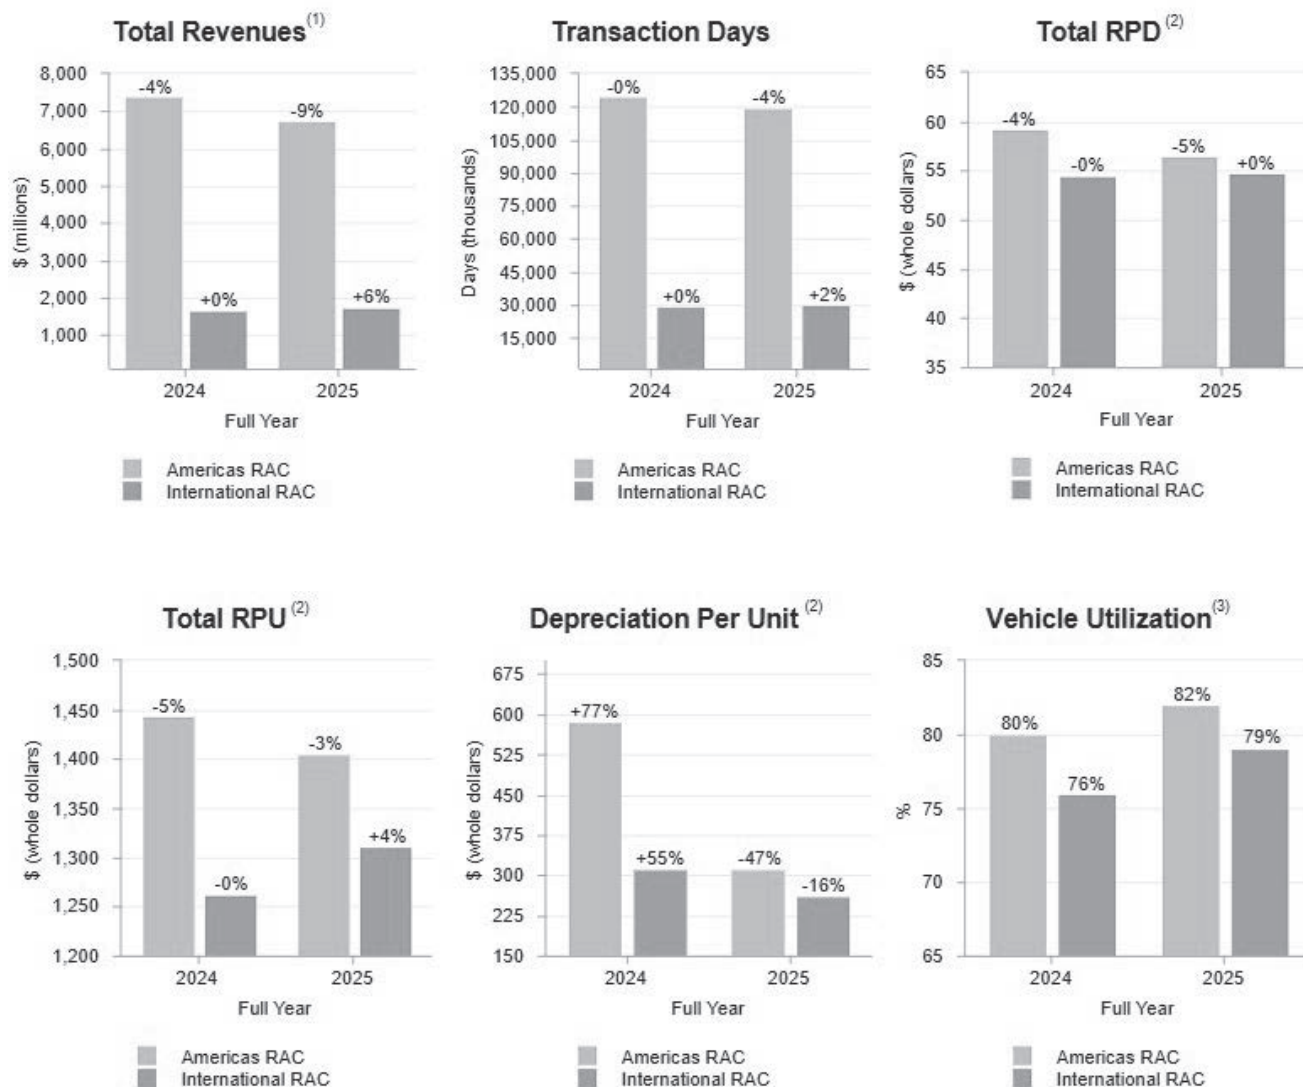 Total Revenues(1)
8,000
7,000
6,000
5,000
4,000
3,000
2,000
1,000
$ (millions)
-4%
+0%
-9%
+6%
2024
2025
Full Year
Americas RAC
International RAC
Transaction Days
135,000
120,000
105,000
90,000
75,000
60,000
45,000
30,000
15,000
Days (thousands)
-0%
+0%
-4%
+2%
2024
2025
Full Year
Americas RAC
International RAC
Total RPD(2)
65
60
55
50
45
40
35
$ (whole dollars)
-4%
-0%
-5%
+0%
2024
2025
Full Year
Americas RAC
International RAC
Total RPU(2)
1,500
1,450
1,400
1,350
1,300
1,250
1,200
$ (whole dollars)
-5%
-0%
-3%
+4%
2024
2025
Full Year
Americas RAC
International RAC
Depreciation Per Unit(2)
675
600
525
450
375
300
225
150
$ (whole dollars)
+77%
+55%
-47%
-16%
2024
2025
Full Year
Americas RAC
International RAC
Vehicle Utilization(3)
85
80
75
70
65
%
80%
76%
82%
79%
2024
2025
Full Year
Americas RAC
International RAC